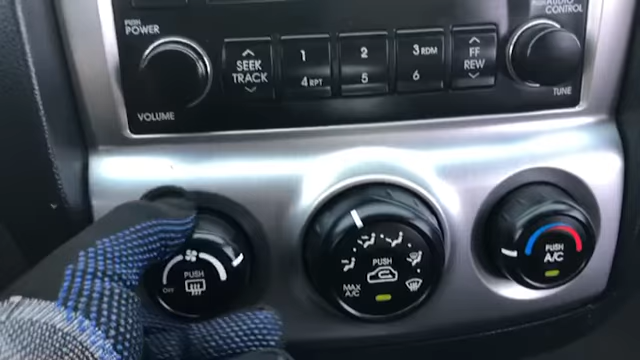 PUSH
POWER
AUDIO
CONTROL
SEEK
TRACK
1
2
3 RDM
FF
REW
4 RPT
5
6
VOLUME
TUNE
PUSH
PUSH
MAX
A/C
PUSH
A/C